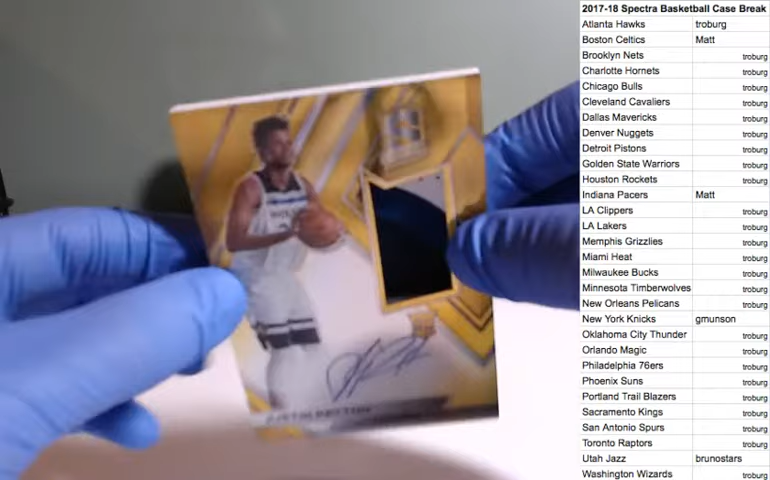 2017-18 Spectra Basketball Case Break
Atlanta Hawks troburg
Boston Celtics Matt
Brooklyn Nets troburg
Charlotte Hornets troburg
Chicago Bulls troburg
Cleveland Cavaliers troburg
Dallas Mavericks troburg
Denver Nuggets troburg
Detroit Pistons troburg
Golden State Warriors troburg
Houston Rockets troburg
Indiana Pacers Matt
LA Clippers troburg
LA Lakers troburg
Memphis Grizzlies troburg
Miami Heat troburg
Milwaukee Bucks troburg
Minnesota Timberwolves troburg
New Orleans Pelicans troburg
New York Knicks gmunson
Oklahoma City Thunder troburg
Orlando Magic troburg
Philadelphia 76ers troburg
Phoenix Suns troburg
Portland Trail Blazers troburg
Sacramento Kings troburg
San Antonio Spurs troburg
Toronto Raptors troburg
Utah Jazz brunostars
Washington Wizards troburg
JUSTIN PATTON